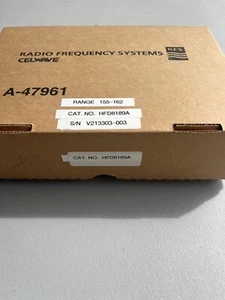 RADIO FREQUENCY SYSTEMS
RFS
CELWAVE
A-47961
RANGE 155-162
CAT. NO. HFD8189A
S/N V213303-003
CAT. NO. HFD8189A